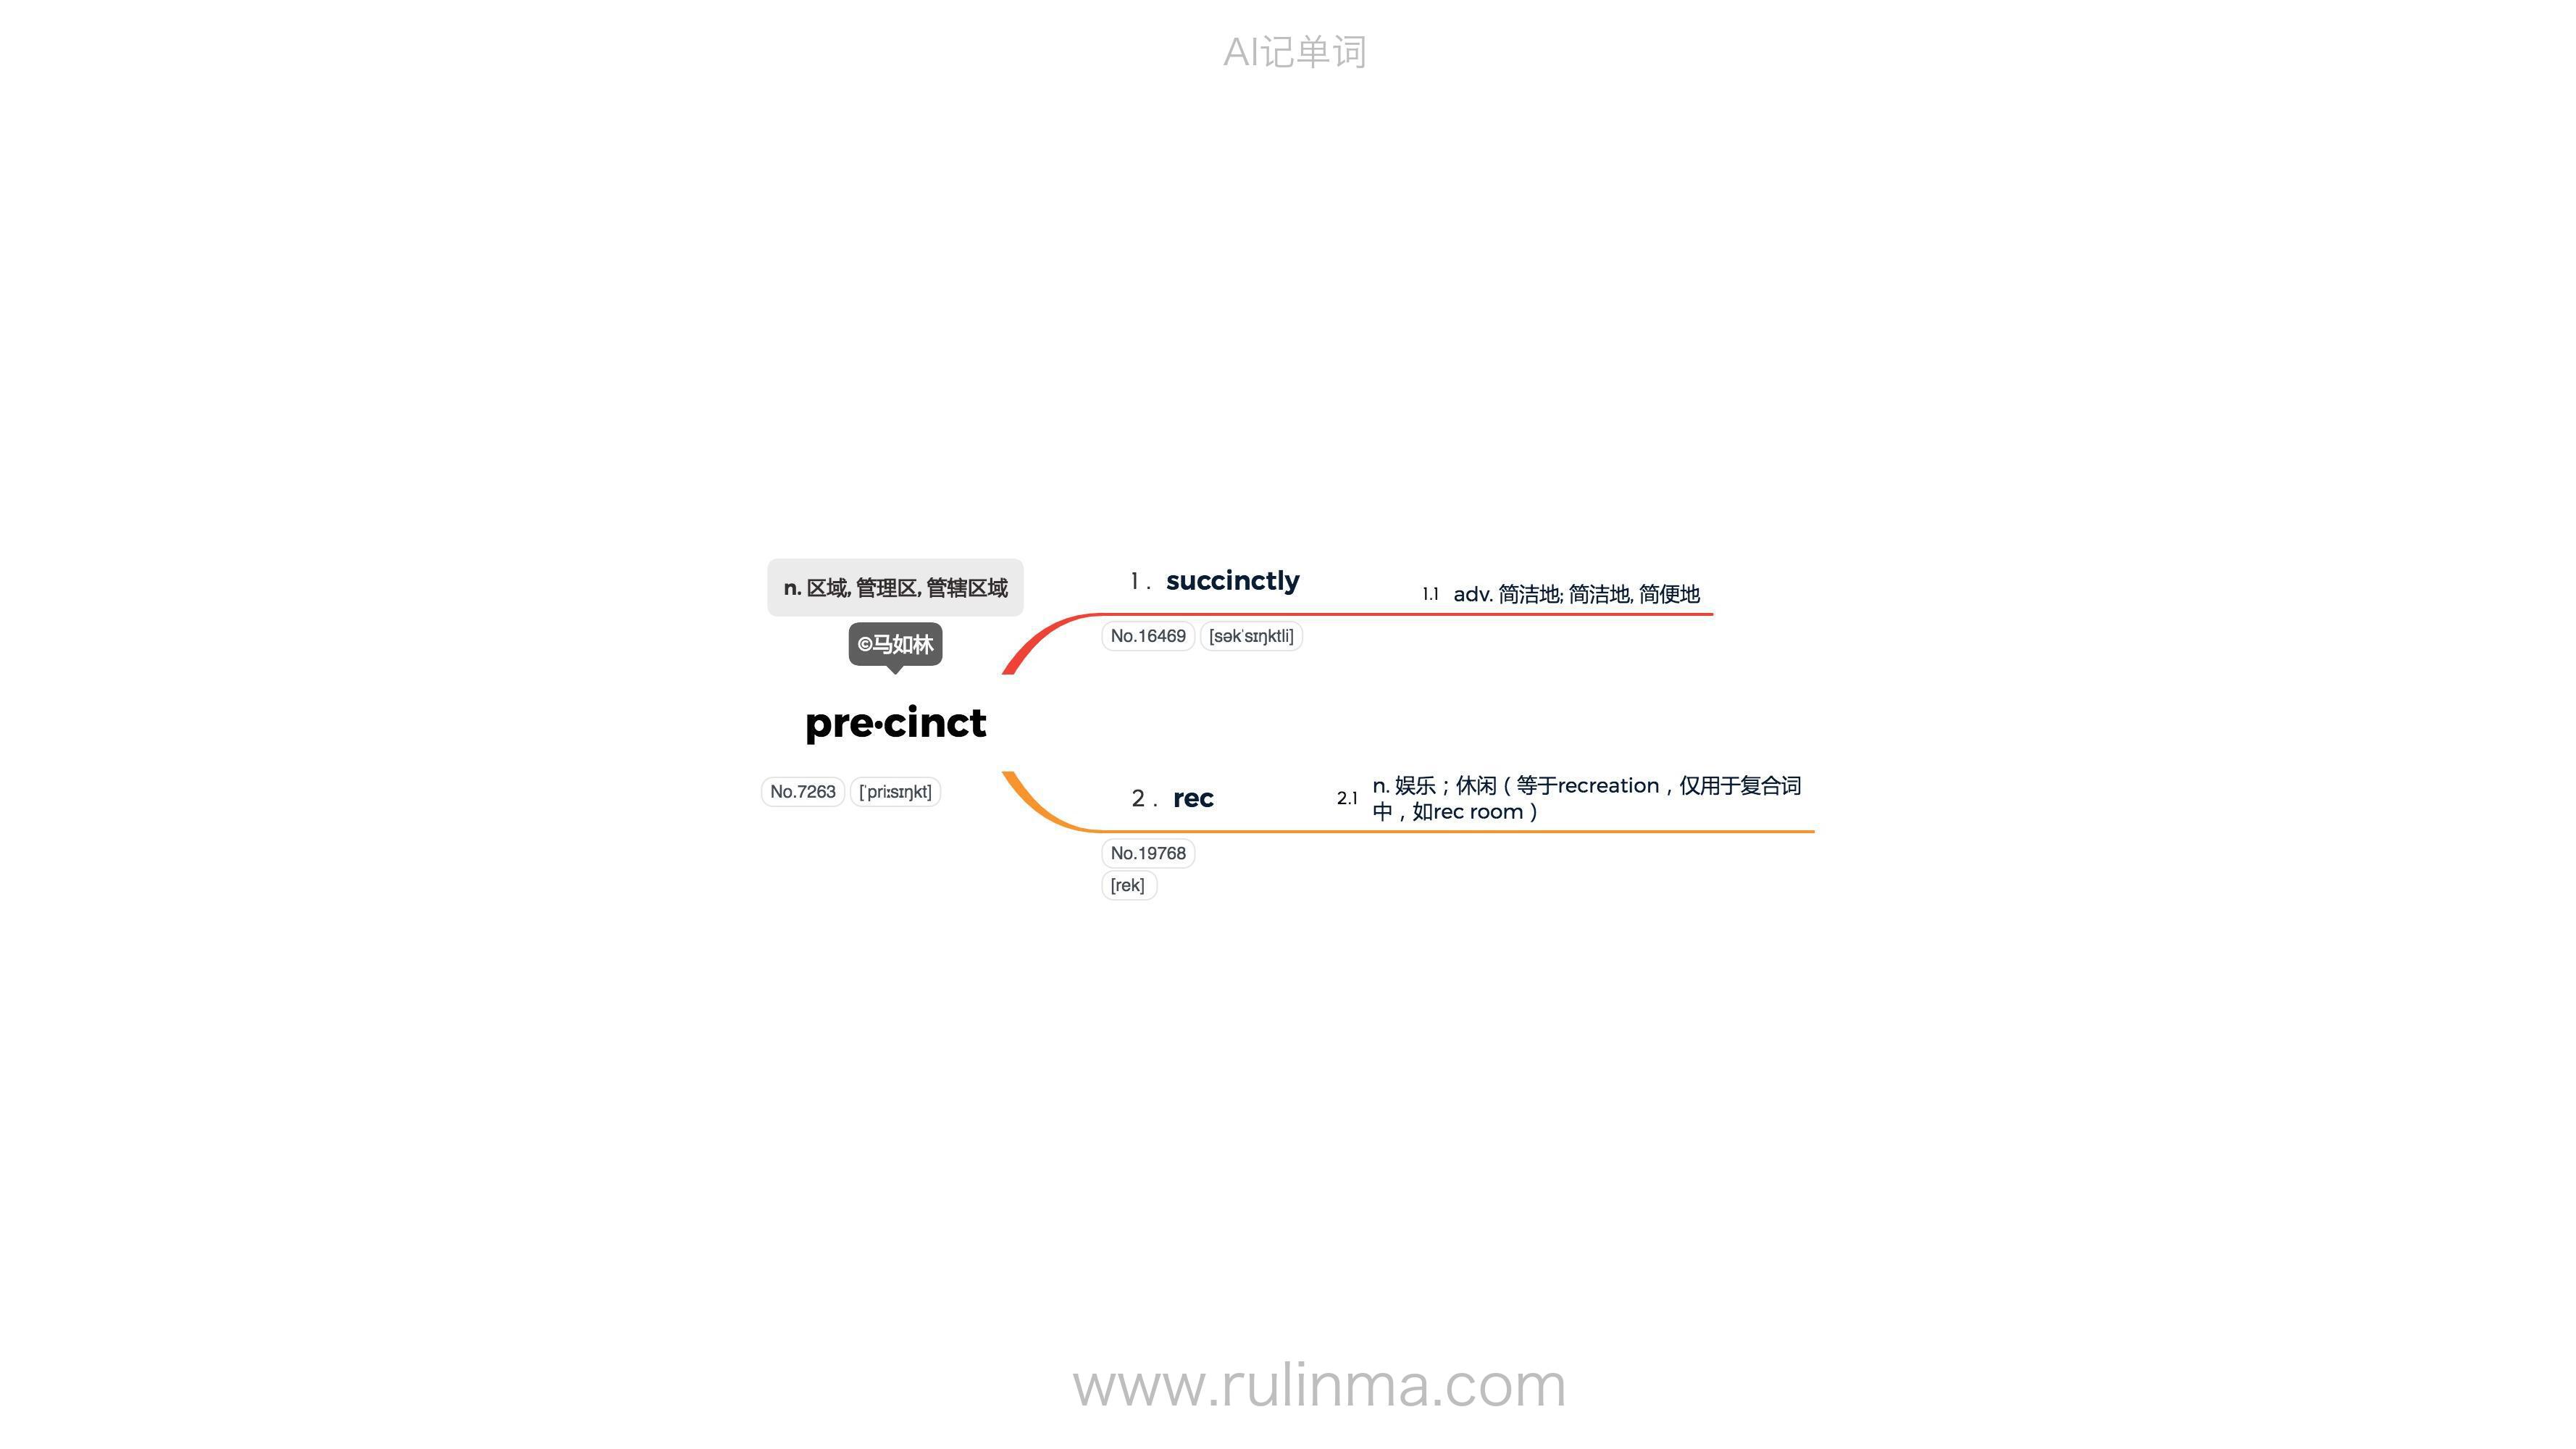 AI记单词
n. 区域, 管理区, 管辖区域
©马如林
pre·cinct
No.7263 [ˈpriːsɪŋkt]
1. succinctly
1.1 adv. 简洁地; 简洁地, 简便地
No.16469 [səkˈsɪŋktli]
2. rec
2.1 n. 娱乐；休闲（等于recreation，仅用于复合词
中，如rec room）
No.19768
[rek]
www.rulinma.com